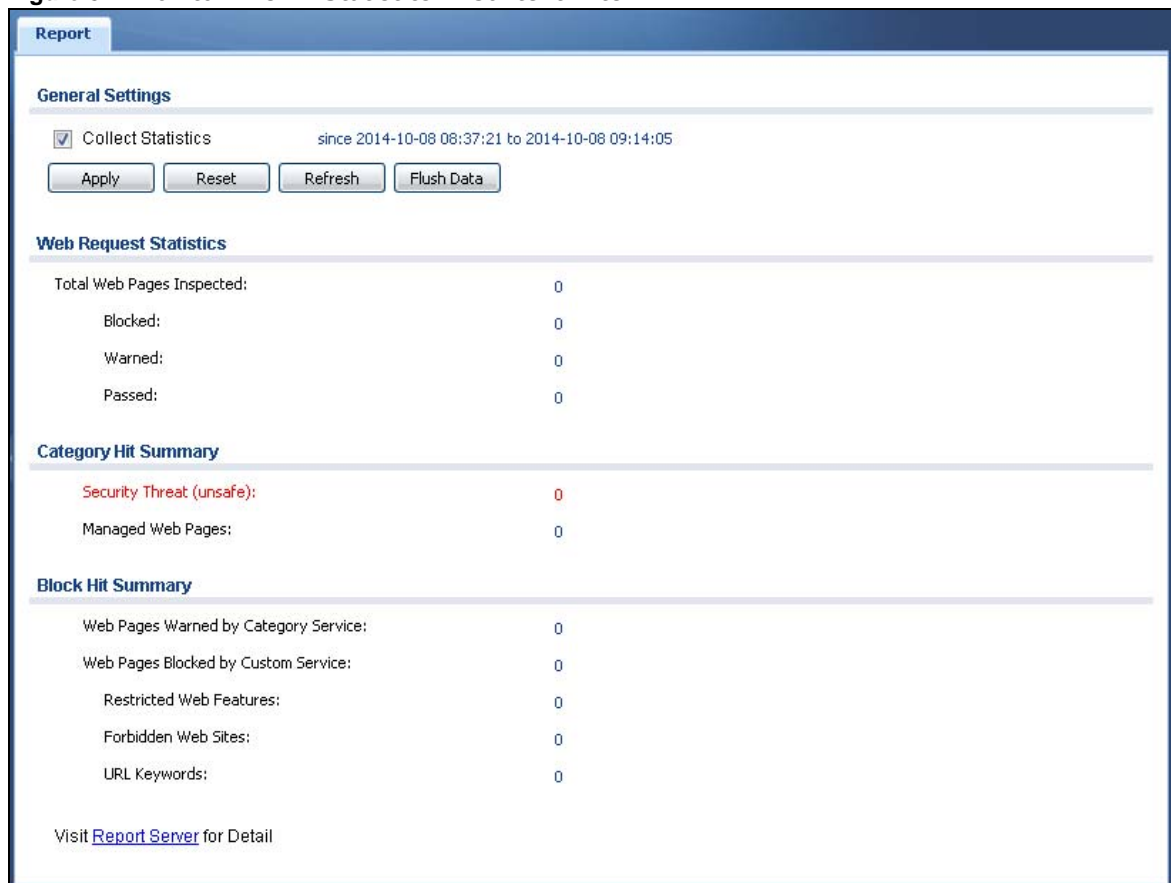 Report
General Settings
Collect Statistics since 2014-10-08 08:37:21 to 2014-10-08 09:14:05
Apply Reset Refresh Flush Data
Web Request Statistics
Total Web Pages Inspected: 0
Blocked: 0
Warned: 0
Passed: 0
Category Hit Summary
Security Threat (unsafe): 0
Managed Web Pages: 0
Block Hit Summary
Web Pages Warned by Category Service: 0
Web Pages Blocked by Custom Service: 0
Restricted Web Features: 0
Forbidden Web Sites: 0
URL Keywords: 0
Visit Report Server for Detail